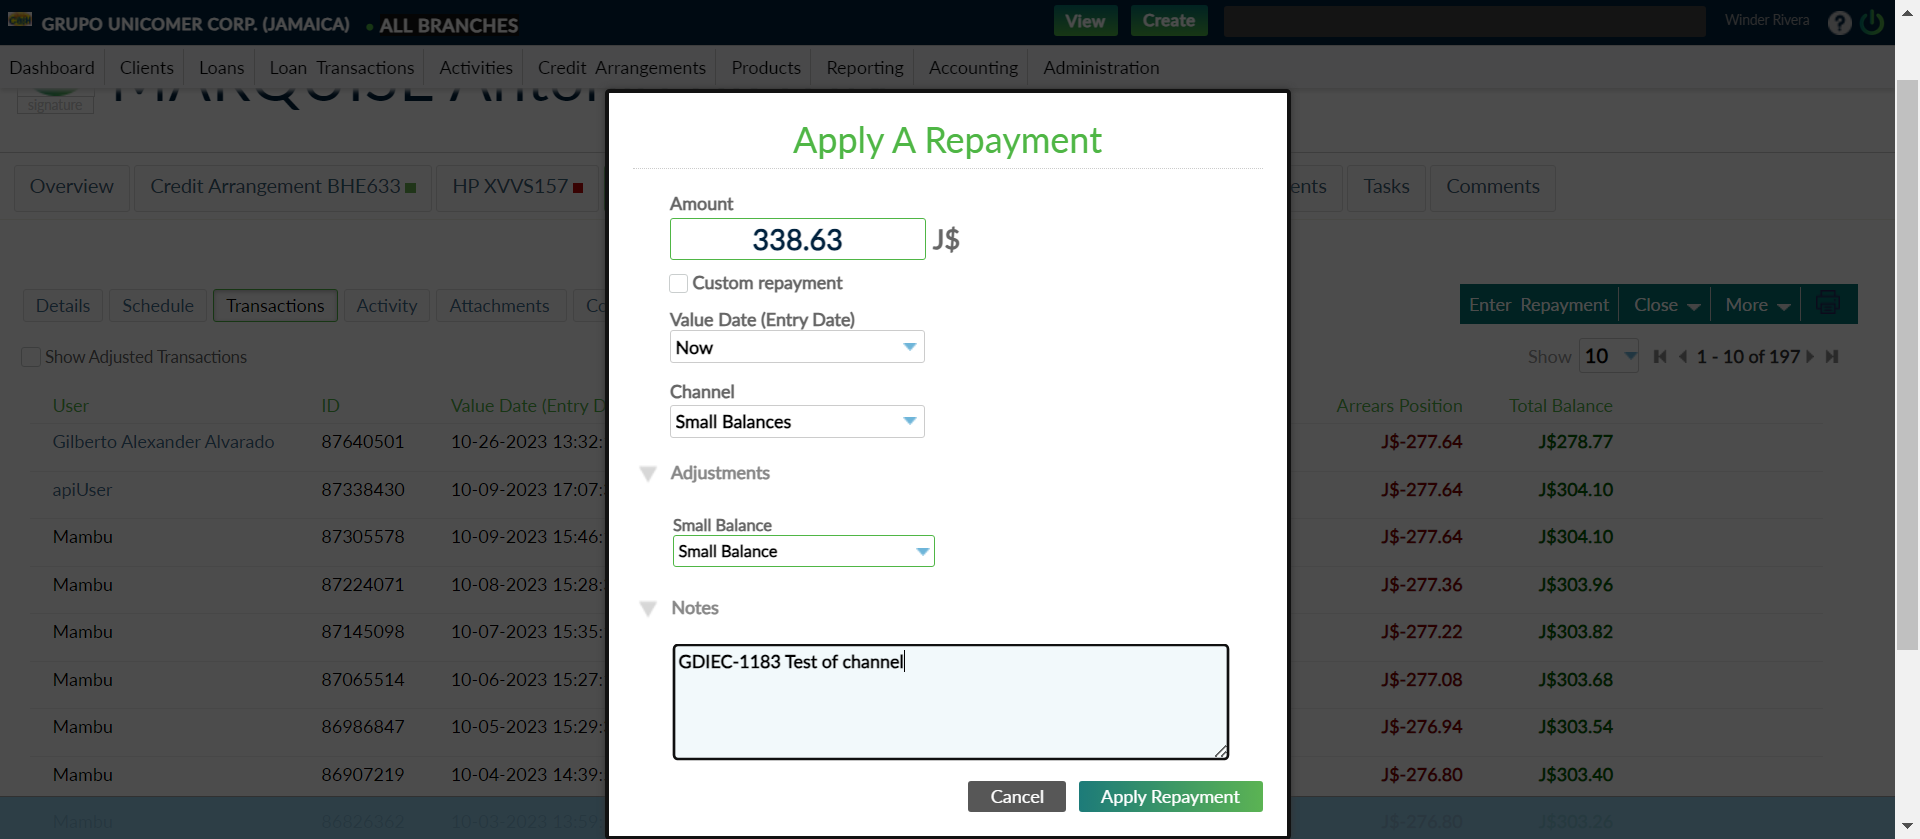 GRUPO UNICOMER CORP. (JAMAICA) • ALL BRANCHES View Create Winder Rivera ?
Dashboard Clients Loans Loan Transactions Activities Credit Arrangements Products Reporting Accounting Administration
signature
Overview Credit Arrangement BHE633 HP XVVS157 ents Tasks Comments
Details Schedule Transactions Activity Attachments Co Enter Repayment Close More
Show Adjusted Transactions Show 10 1 - 10 of 197
User ID Value Date (Entry D Arrears Position Total Balance
Gilberto Alexander Alvarado 87640501 10-26-2023 13:32: J$-277.64 J$278.77
apiUser 87338430 10-09-2023 17:07: J$-277.64 J$304.10
Mambu 87305578 10-09-2023 15:46: J$-277.64 J$304.10
Mambu 87224071 10-08-2023 15:28: J$-277.36 J$303.96
Mambu 87145098 10-07-2023 15:35: J$-277.22 J$303.82
Mambu 87065514 10-06-2023 15:27: J$-277.08 J$303.68
Mambu 86986847 10-05-2023 15:29: J$-276.94 J$303.54
Mambu 86907219 10-04-2023 14:39: J$-276.80 J$303.40
Mambu 86826362 10-03-2023 13:59: J$-276.80 J$303.26
Apply A Repayment
Amount
338.63 J$
Custom repayment
Value Date (Entry Date)
Now
Channel
Small Balances
Adjustments
Small Balance
Small Balance
Notes
GDIEC-1183 Test of channel
Cancel Apply Repayment